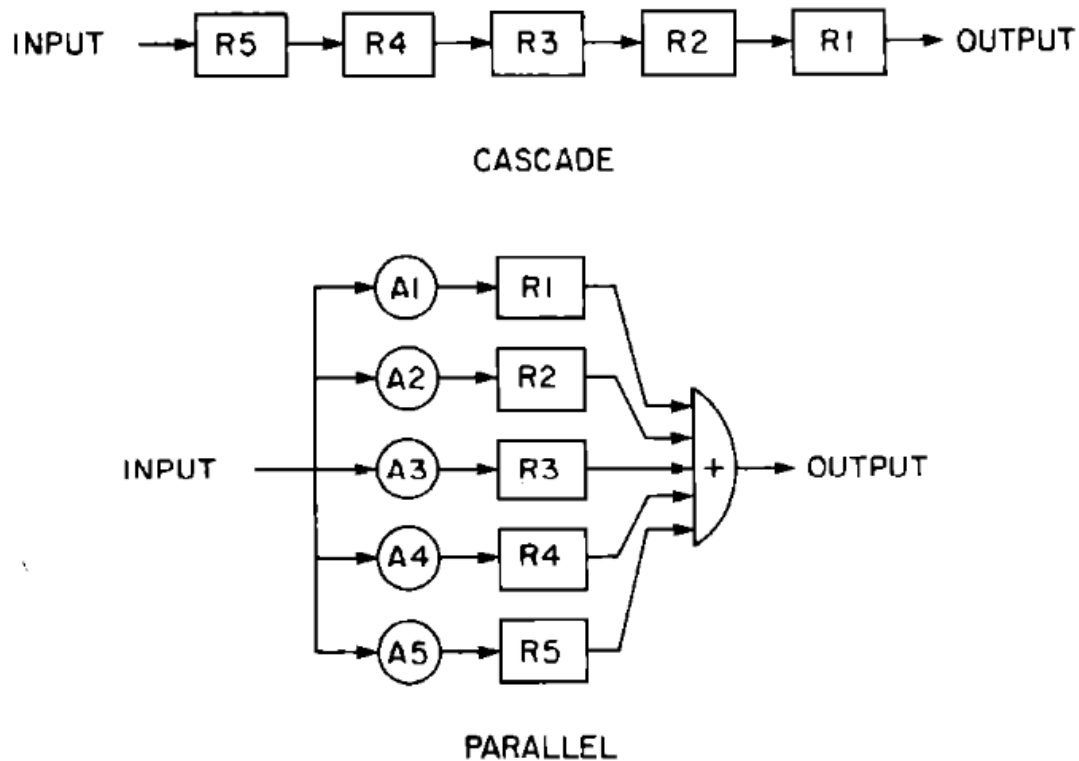 INPUT R5 R4 R3 R2 R1 OUTPUT
CASCADE
A1 R1
A2 R2
INPUT A3 R3 + OUTPUT
A4 R4
A5 R5
PARALLEL